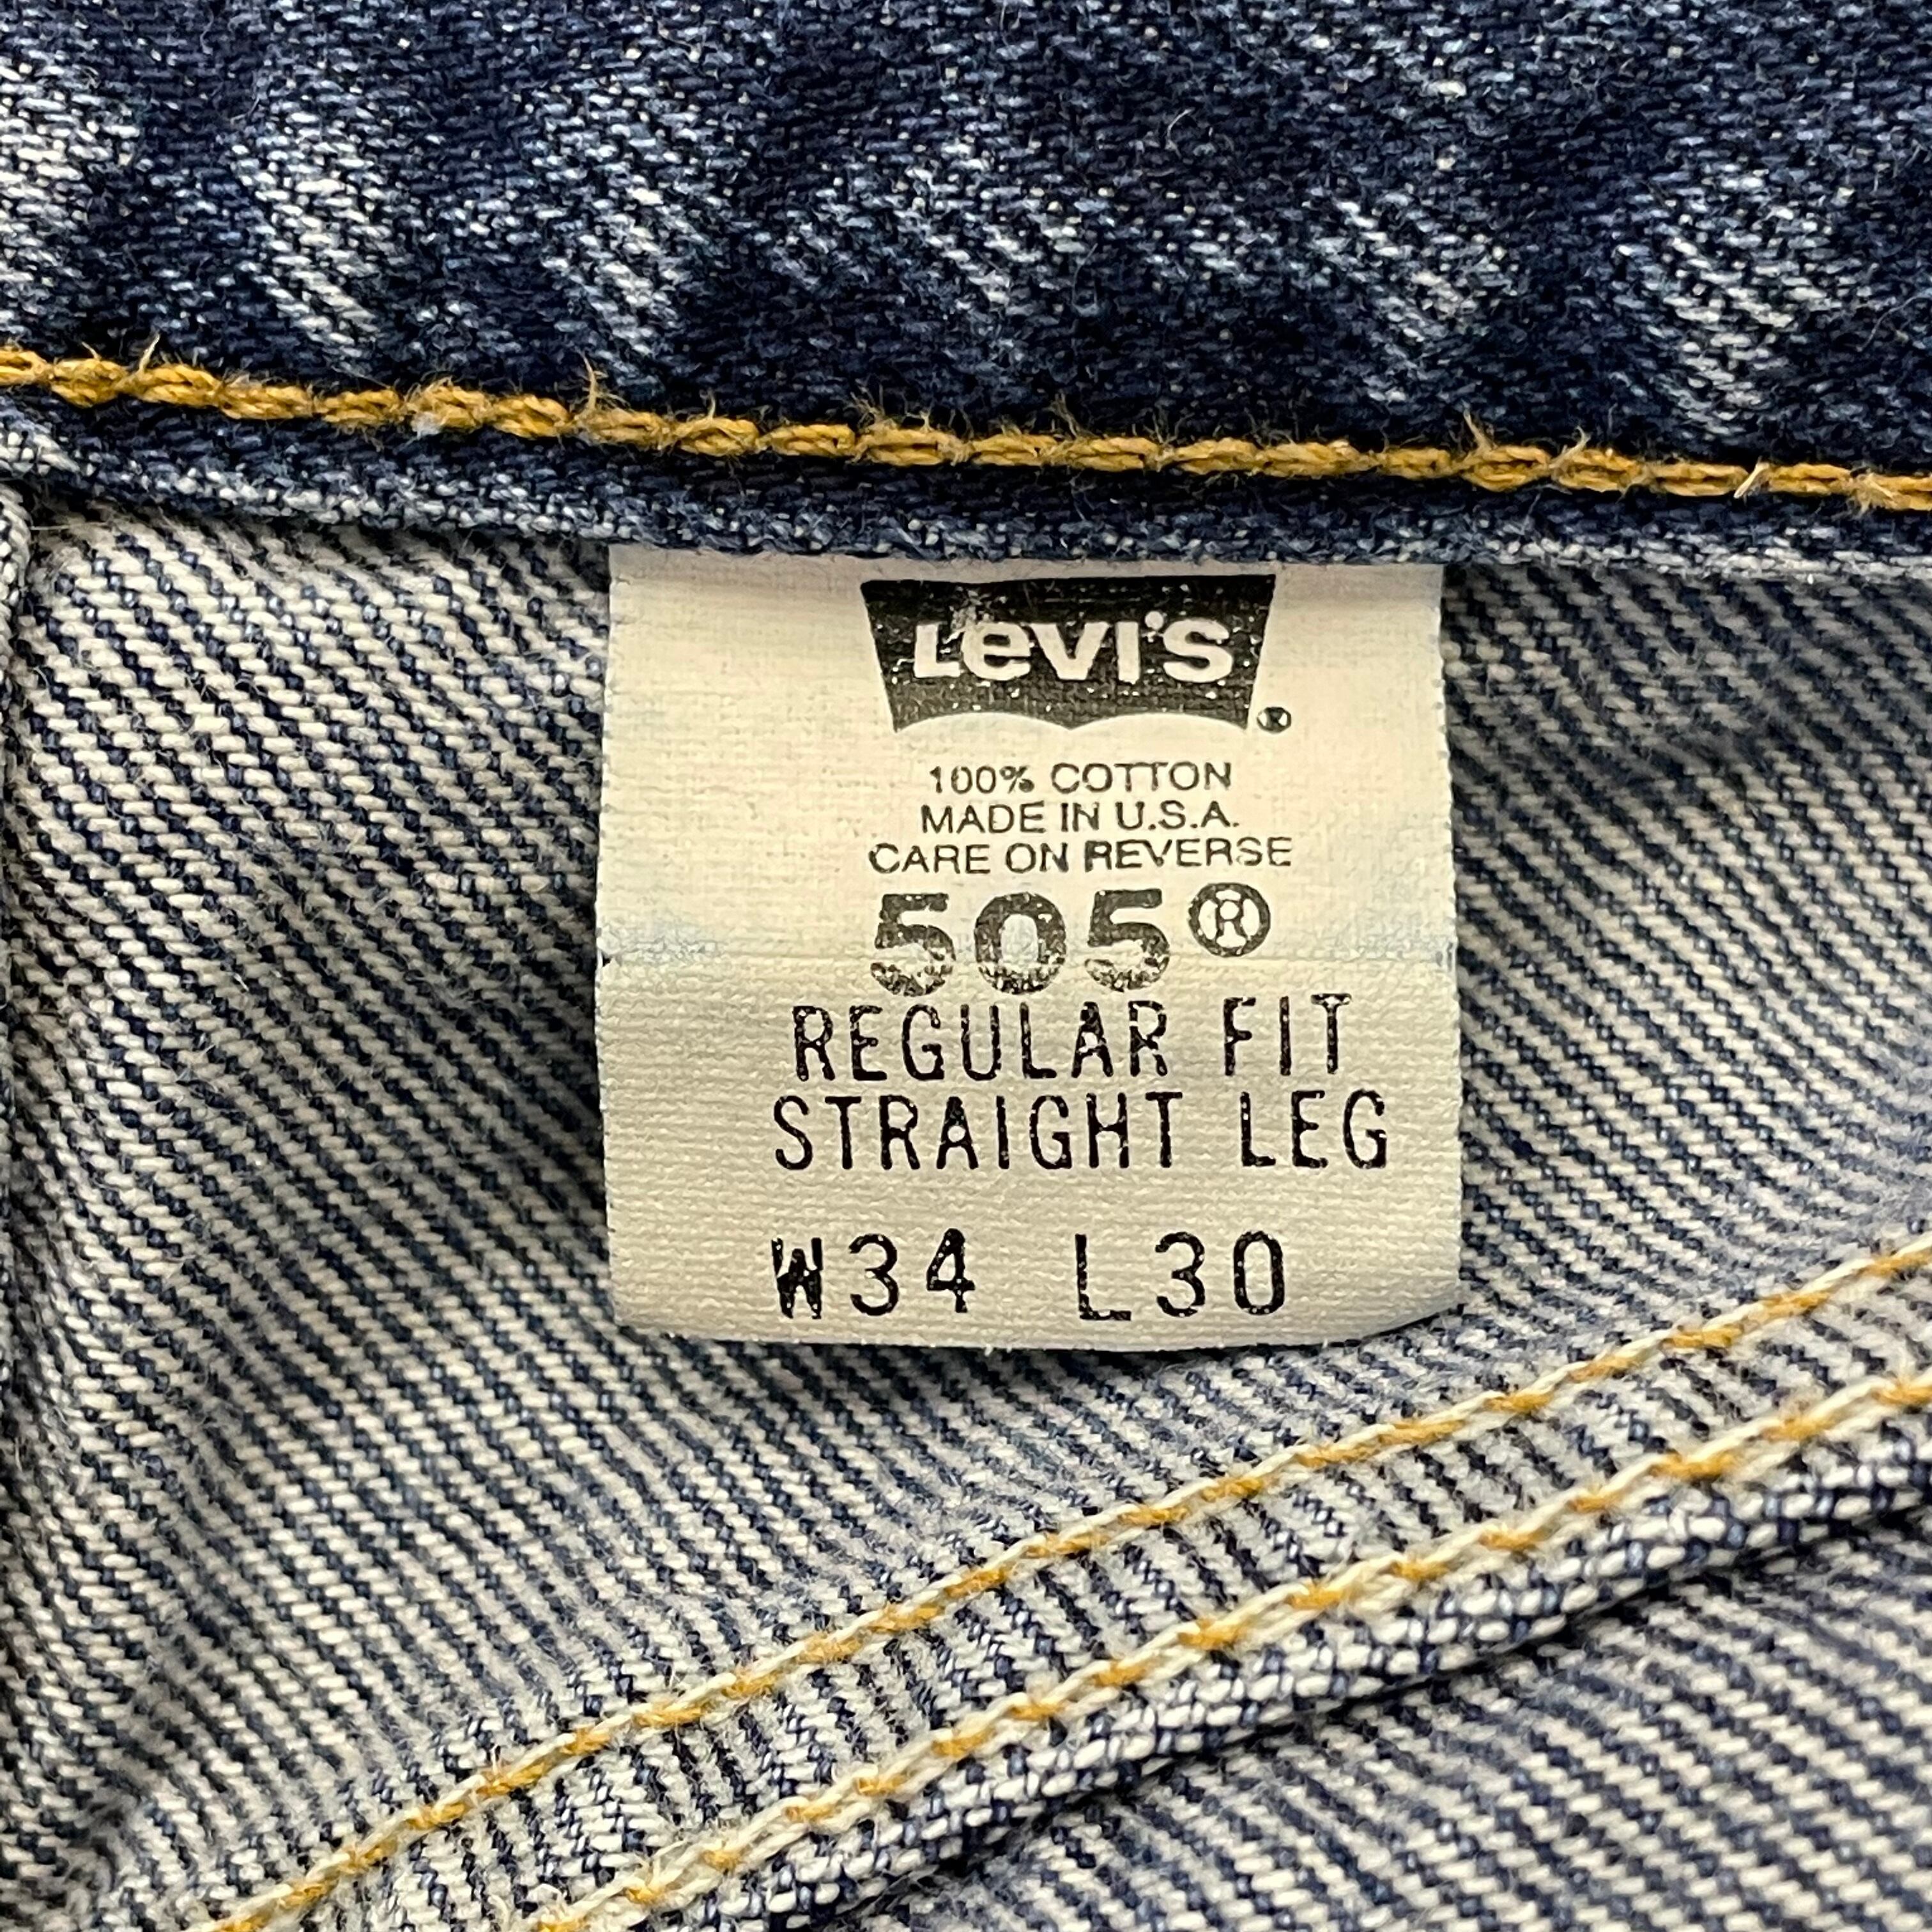 LEVI'S ®
100% COTTON
MADE IN U.S.A.
CARE ON REVERSE
505®
REGULAR FIT
STRAIGHT LEG
W34 L30